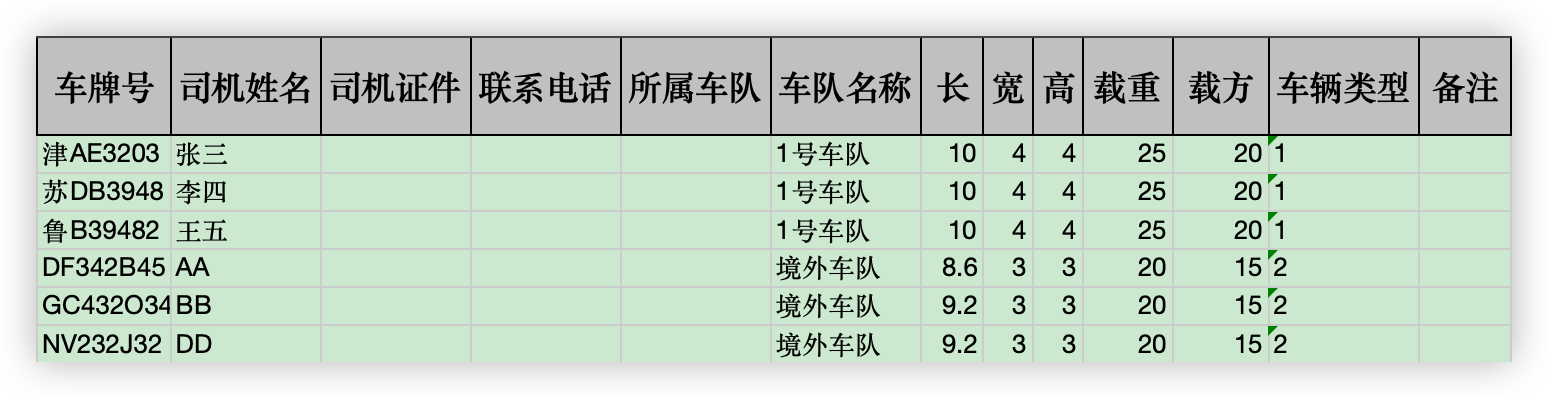 车牌号 司机姓名 司机证件 联系电话 所属车队 车队名称 长 宽 高 载重 载方 车辆类型 备注
津AE3203 张三 1号车队 10 4 4 25 20 1
苏DB3948 李四 1号车队 10 4 4 25 20 1
鲁B39482 王五 1号车队 10 4 4 25 20 1
DF342B45 AA 境外车队 8.6 3 3 20 15 2
GC432O34 BB 境外车队 9.2 3 3 20 15 2
NV232J32 DD 境外车队 9.2 3 3 20 15 2